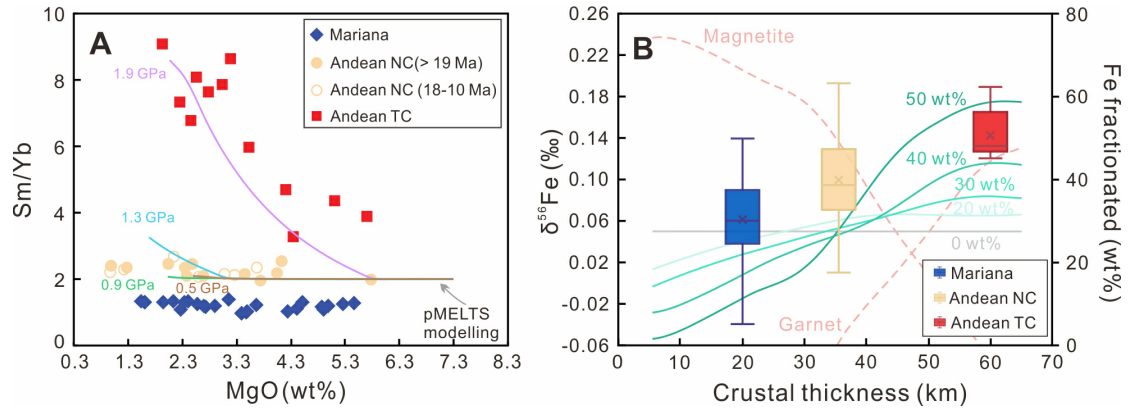 A
Sm/Yb
10
8
6
4
2
0
0.3
1.3
2.3
3.3
4.3
5.3
6.3
7.3
8.3
MgO (wt%)
Mariana
Andean NC(> 19 Ma)
Andean NC (18-10 Ma)
Andean TC
1.9 GPa
1.3 GPa
0.9 GPa
0.5 GPa
pMELTS
modelling
B
δ⁵⁶Fe (‰)
0.26
0.22
0.18
0.14
0.10
0.06
0.02
-0.02
-0.06
0
10
20
30
40
50
60
70
Crustal thickness (km)
80
60
40
20
0
Fe fractionated (wt%)
Magnetite
50 wt%
40 wt%
30 wt%
20 wt%
0 wt%
Garnet
Mariana
Andean NC
Andean TC